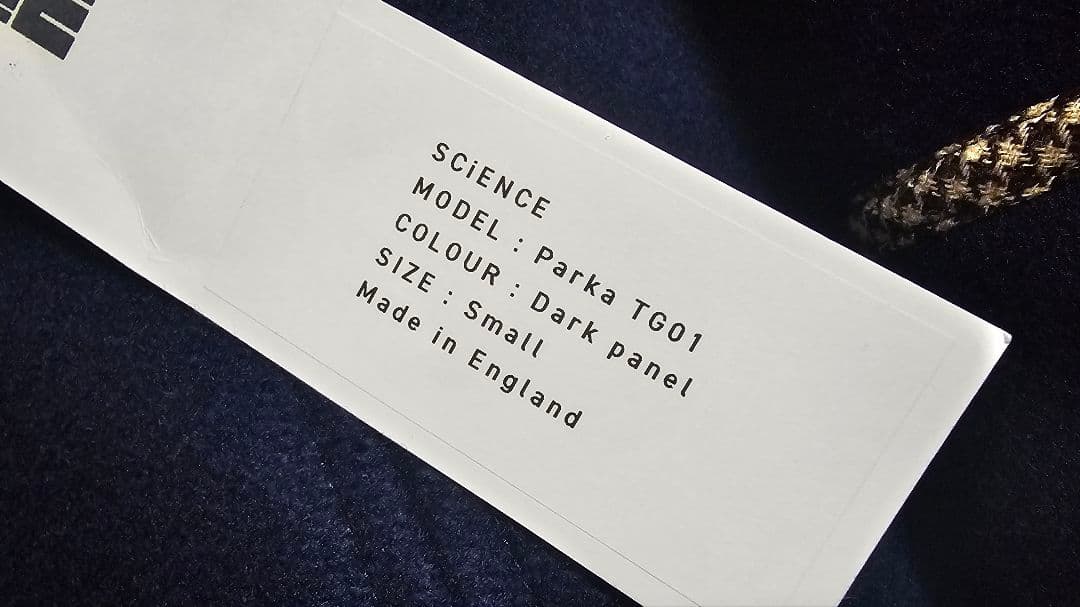 SCiENCE
MODEL : Parka TG01
COLOUR : Dark panel
SIZE : Small
Made in England